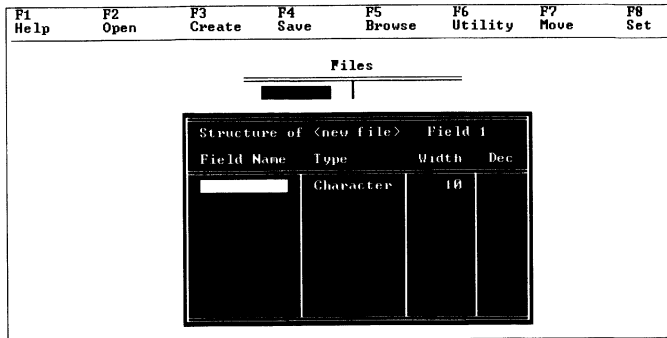 F1 F2 F3 F4 F5 F6 F7 F8
Help Open Create Save Browse Utility Move Set
Files
Structure of <new file> Field 1
Field Name Type Width Dec
Character 10